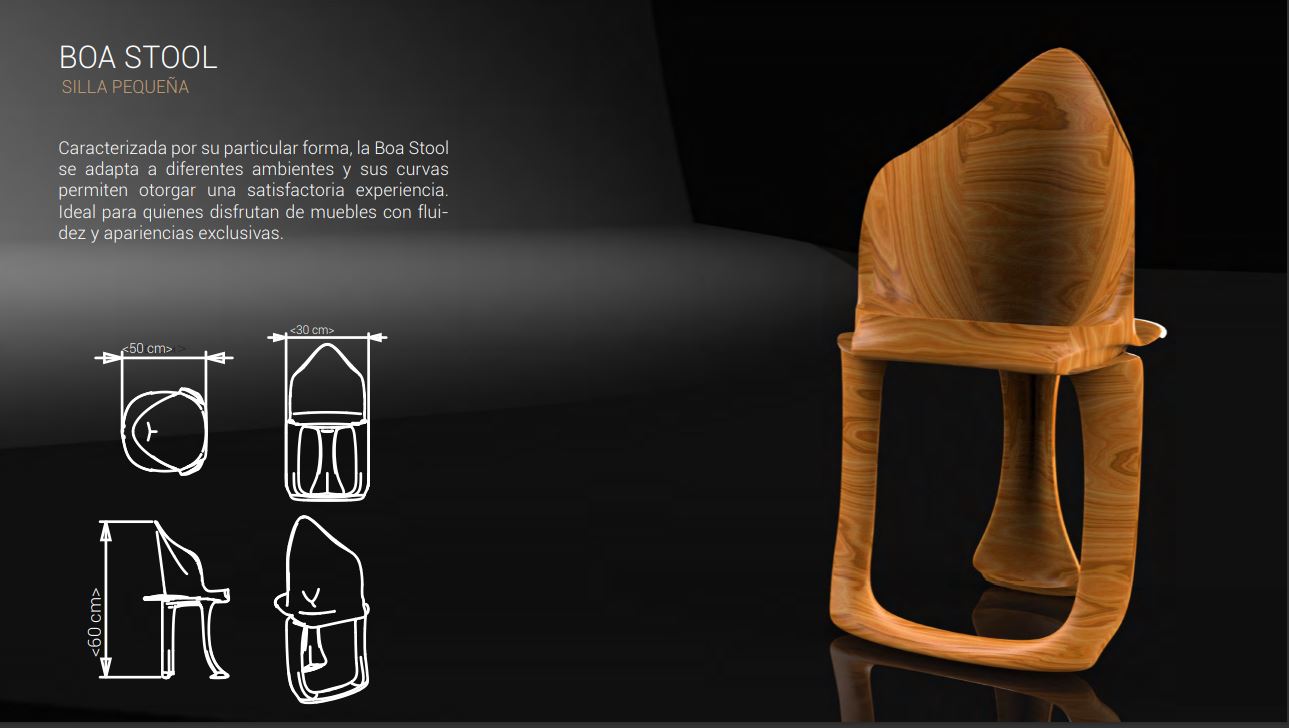 BOA STOOL
SILLA PEQUEÑA
Caracterizada por su particular forma, la Boa Stool
se adapta a diferentes ambientes y sus curvas
permiten otorgar una satisfactoria experiencia.
Ideal para quienes disfrutan de muebles con flui-
dez y apariencias exclusivas.
<30 cm>
<50 cm>
<60 cm>